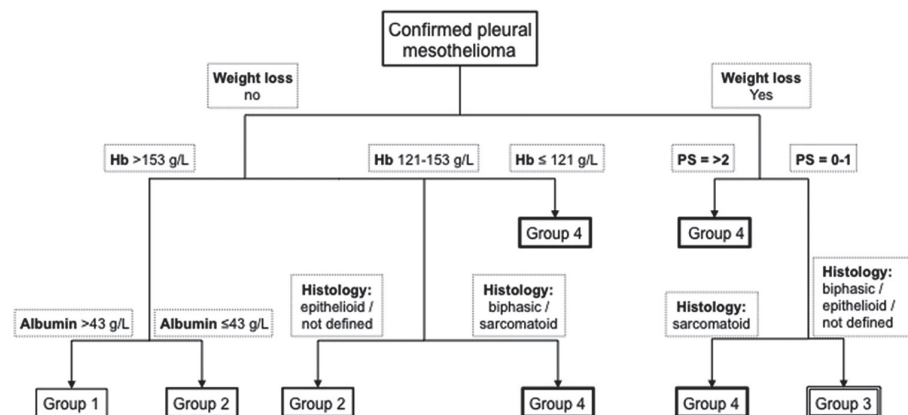 Confirmed pleural
mesothelioma
Weight loss
no
Weight loss
Yes
Hb >153 g/L
Hb 121-153 g/L
Hb ≤ 121 g/L
PS = >2
PS = 0-1
Group 4
Group 4
Histology:
epithelioid /
not defined
Histology:
biphasic /
sarcomatoid
Histology:
sarcomatoid
Histology:
biphasic /
epithelioid /
not defined
Albumin >43 g/L
Albumin ≤43 g/L
Group 1
Group 2
Group 2
Group 4
Group 4
Group 3